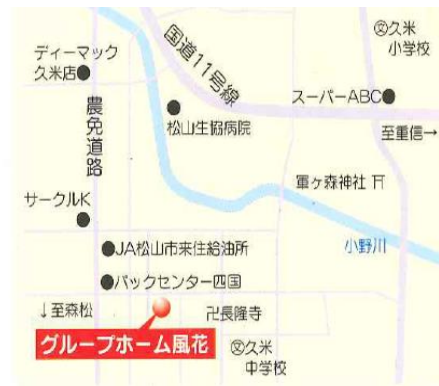 ㊛久米
小学校
ディーマック
久米店
国道11号線
スーパーABC
松山生協病院
至重信→
農免道路
軍ヶ森神社
サークルK
小野川
JA松山市来住給油所
パックセンター四国
↓至森松
卍長隆寺
グループホーム風花
久米
中学校